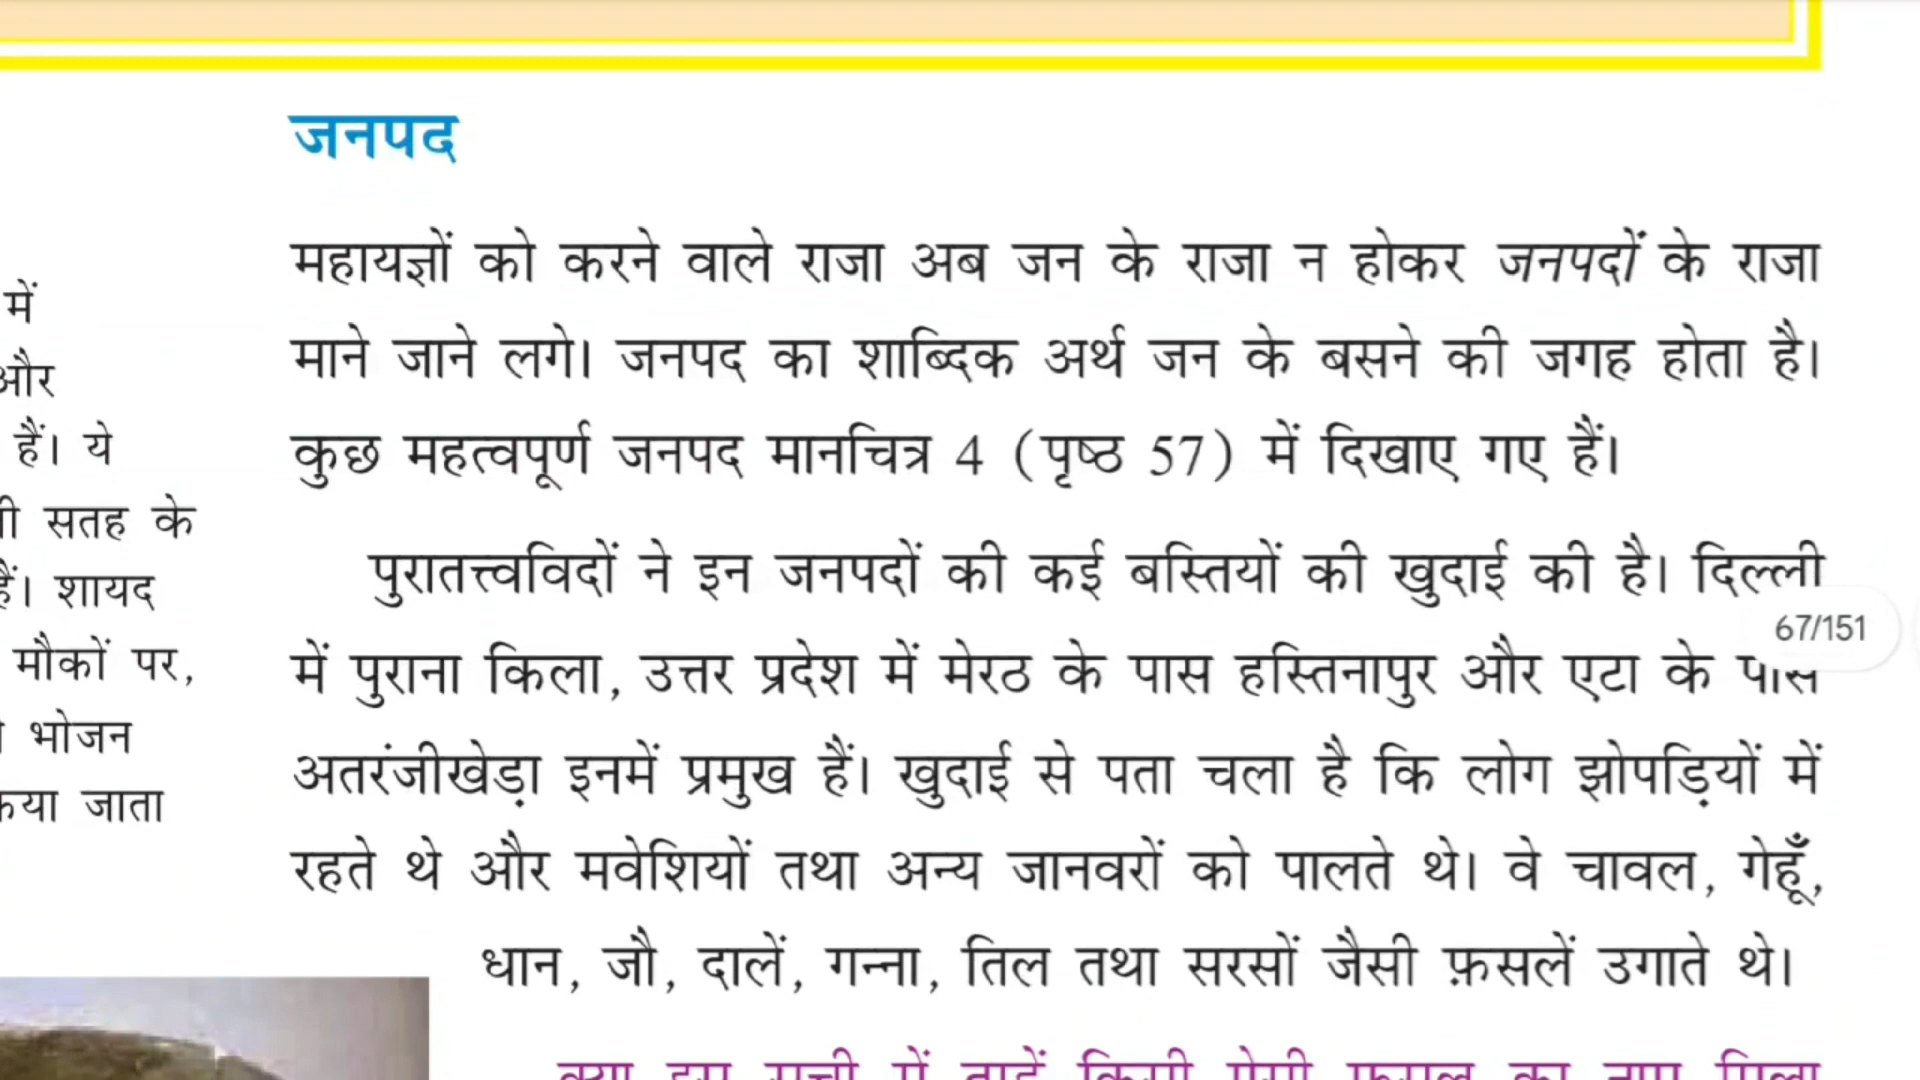 जनपद
महायज्ञों को करने वाले राजा अब जन के राजा न होकर जनपदों के राजा
माने जाने लगे। जनपद का शाब्दिक अर्थ जन के बसने की जगह होता है।
कुछ महत्वपूर्ण जनपद मानचित्र 4 (पृष्ठ 57) में दिखाए गए हैं।
पुरातत्त्वविदों ने इन जनपदों की कई बस्तियों की खुदाई की है। दिल्ली
में पुराना किला, उत्तर प्रदेश में मेरठ के पास हस्तिनापुर और एटा के पास
अतरंजीखेड़ा इनमें प्रमुख हैं। खुदाई से पता चला है कि लोग झोपड़ियों में
रहते थे और मवेशियों तथा अन्य जानवरों को पालते थे। वे चावल, गेहूँ,
धान, जौ, दालें, गन्ना, तिल तथा सरसों जैसी फ़सलें उगाते थे।
में
और
हैं। ये
सतह के
हैं। शायद
मौकों पर,
भोजन
जाता
67/151